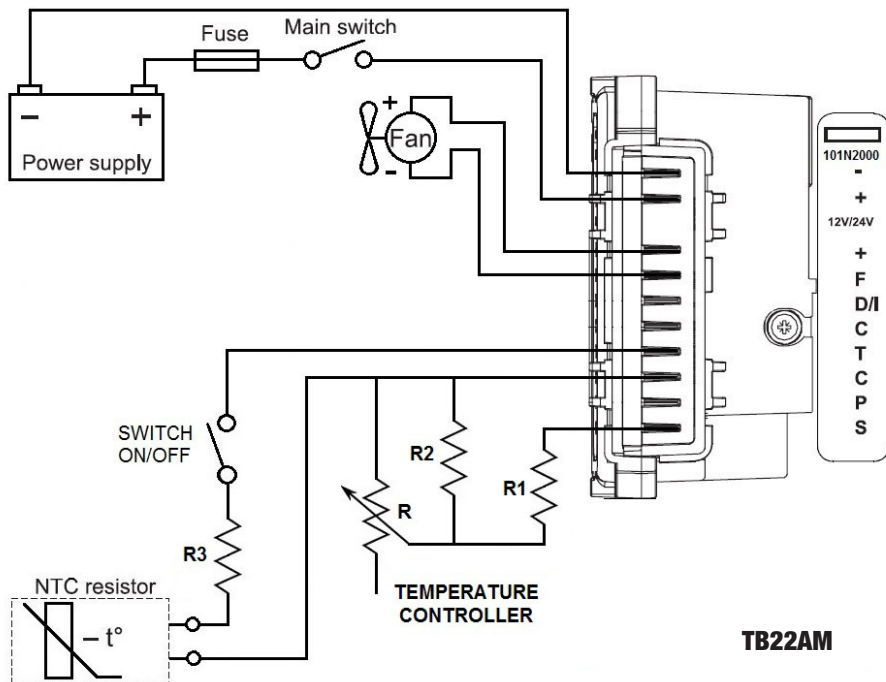 Fuse
Main switch
−
+
Power supply
+
Fan
-
101N2000
-
+
12V/24V
+
F
D/I
C
T
C
P
S
SWITCH
ON/OFF
R2
R1
R
R3
NTC resistor
– t°
TEMPERATURE
CONTROLLER
TB22AM